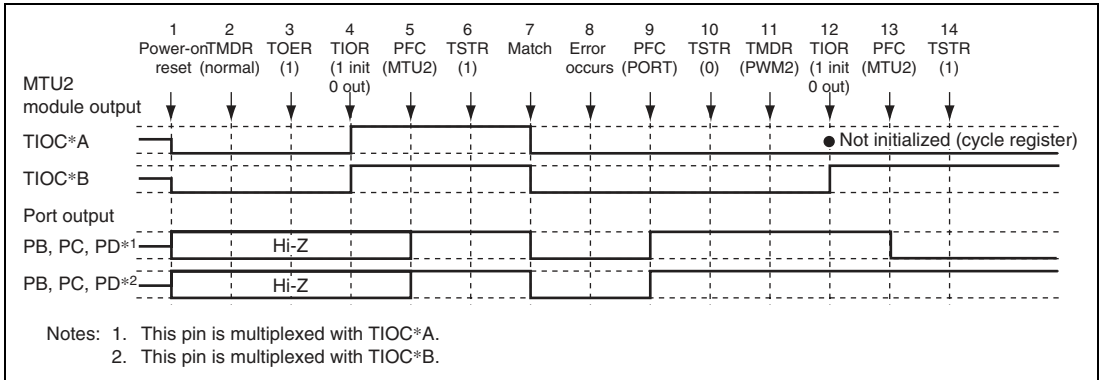 1 2 3 4 5 6 7 8 9 10 11 12 13 14
Power-on TMDR TOER TIOR PFC TSTR Match Error PFC TSTR TMDR TIOR PFC TSTR
reset (normal) (1) (1 init (MTU2) (1) occurs (PORT) (0) (PWM2) (1 init (MTU2) (1)
0 out) 0 out)
MTU2
module output
TIOC*A
● Not initialized (cycle register)
TIOC*B
Port output
PB, PC, PD*1
Hi-Z
PB, PC, PD*2
Hi-Z
Notes: 1. This pin is multiplexed with TIOC*A.
2. This pin is multiplexed with TIOC*B.